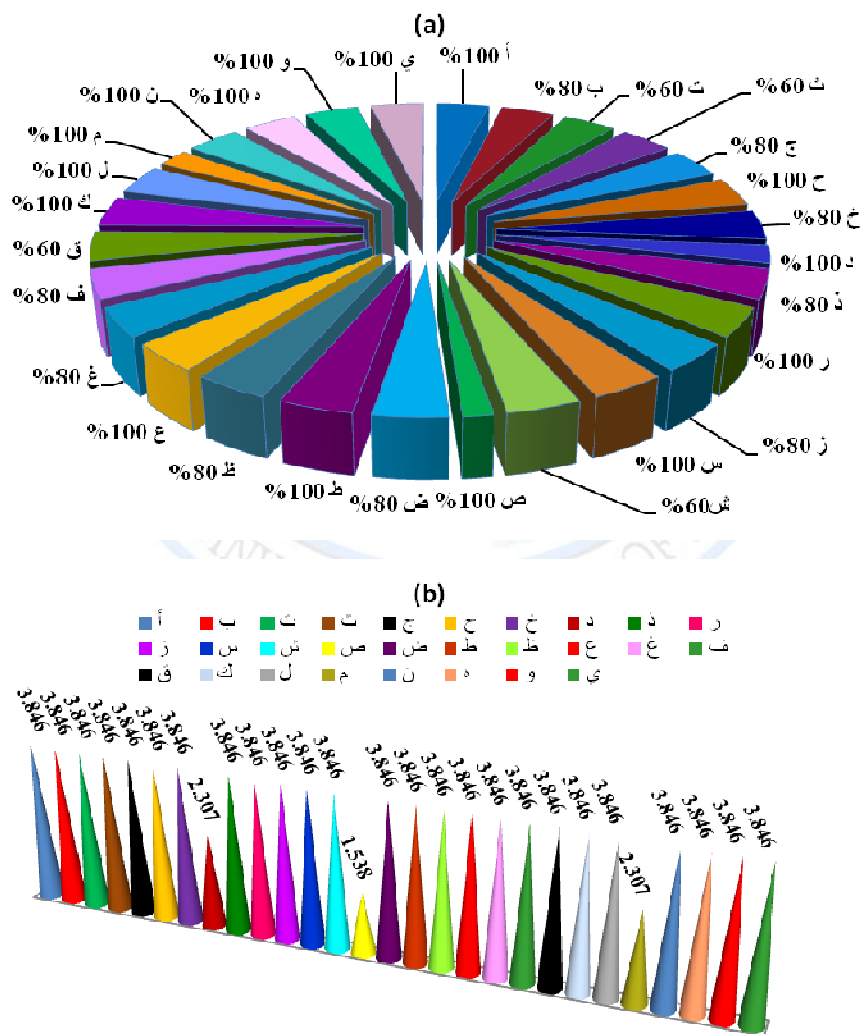 (a)
أ 100%
ب 80%
ت 60%
ث 60%
ج 80%
ح 100%
خ 80%
د 100%
ذ 80%
ر 100%
ز 80%
س 100%
ش 60%
ص 100%
ض 80%
ط 100%
ظ 80%
ع 100%
غ 80%
ف 80%
ق 60%
ك 100%
ل 100%
م 100%
ن 100%
ه 100%
و 100%
ي 100%
(b)
أ ب ت ث ج ح خ د ذ ر
ز س ش ص ض ط ظ ع غ ف
ق ك ل م ن ه و ي
3.846
3.846
3.846
3.846
3.846
3.846
3.846
2.307
3.846
3.846
3.846
3.846
3.846
1.538
3.846
3.846
3.846
3.846
3.846
3.846
3.846
3.846
3.846
2.307
3.846
3.846
3.846
3.846